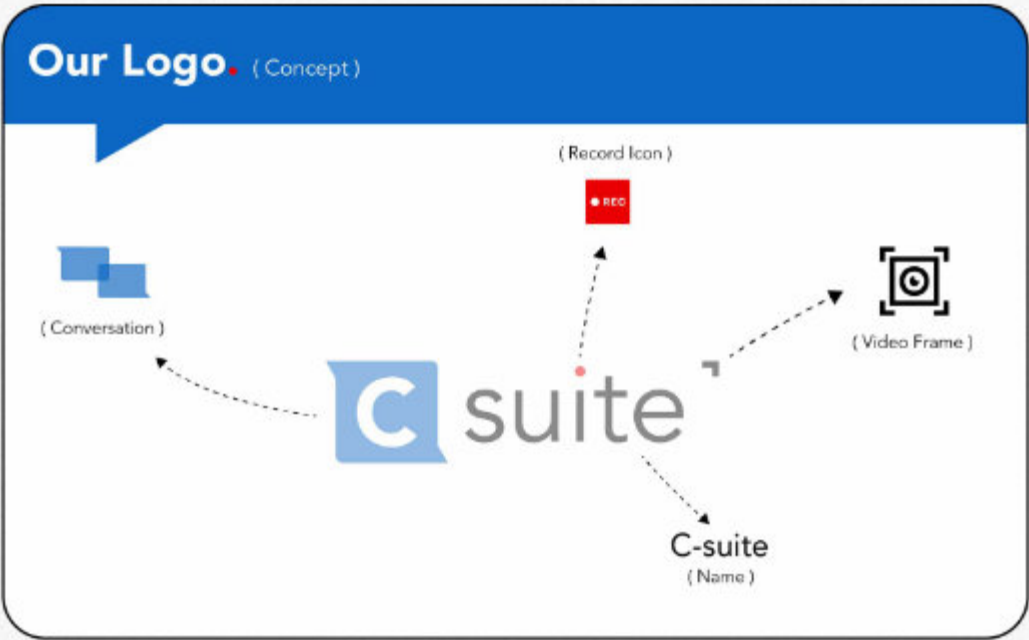 Our Logo. ( Concept )
( Record Icon )
REC
( Conversation )
( Video Frame )
C suite
C-suite
( Name )